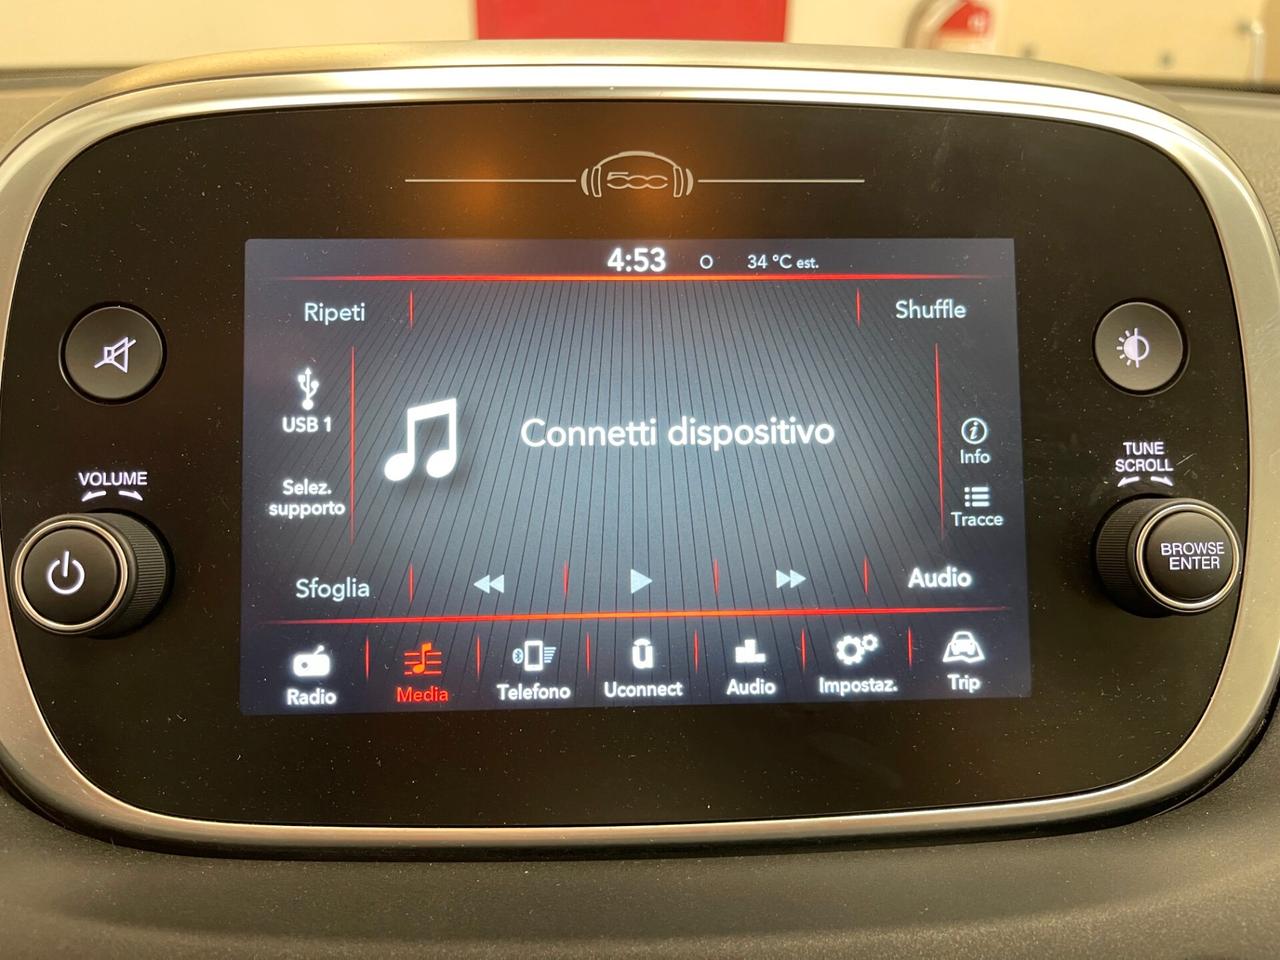 500
4:53 O 34 °C est.
Ripeti
Shuffle
USB 1
Connetti dispositivo
Info
VOLUME
TUNE
SCROLL
Selez.
supporto
Tracce
BROWSE
ENTER
Sfoglia
Audio
Radio
Media
Telefono
Uconnect
Audio
Impostaz.
Trip